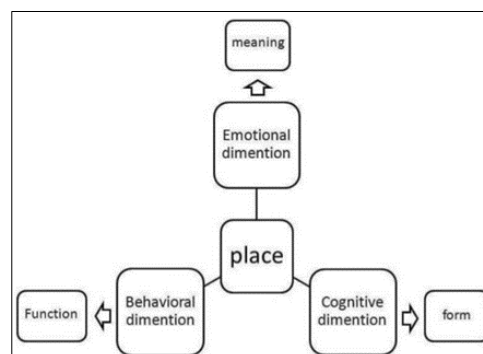 meaning
Emotional
dimention
place
Function
Behavioral
dimention
Cognitive
dimention
form